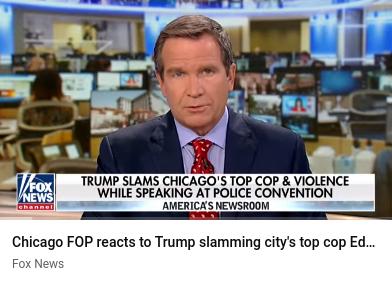 TRUMP SLAMS CHICAGO'S TOP COP & VIOLENCE
WHILE SPEAKING AT POLICE CONVENTION
FOX
NEWS
channel
AMERICA'S NEWSROOM
Chicago FOP reacts to Trump slamming city's top cop Ed...
Fox News